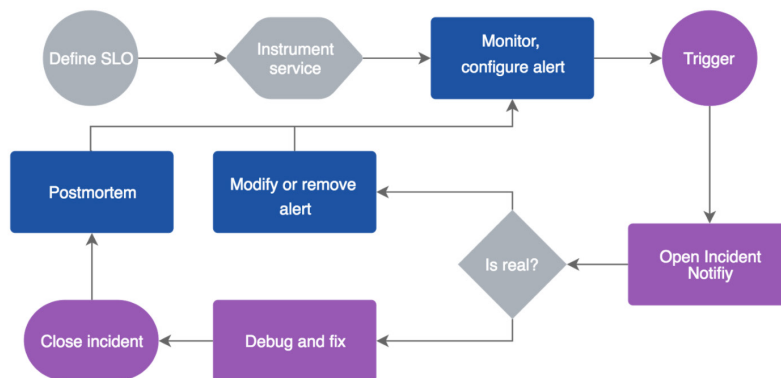 Define SLO
Instrument
service
Monitor,
configure alert
Trigger
Postmortem
Modify or remove
alert
Is real?
Open Incident
Notifiy
Close incident
Debug and fix